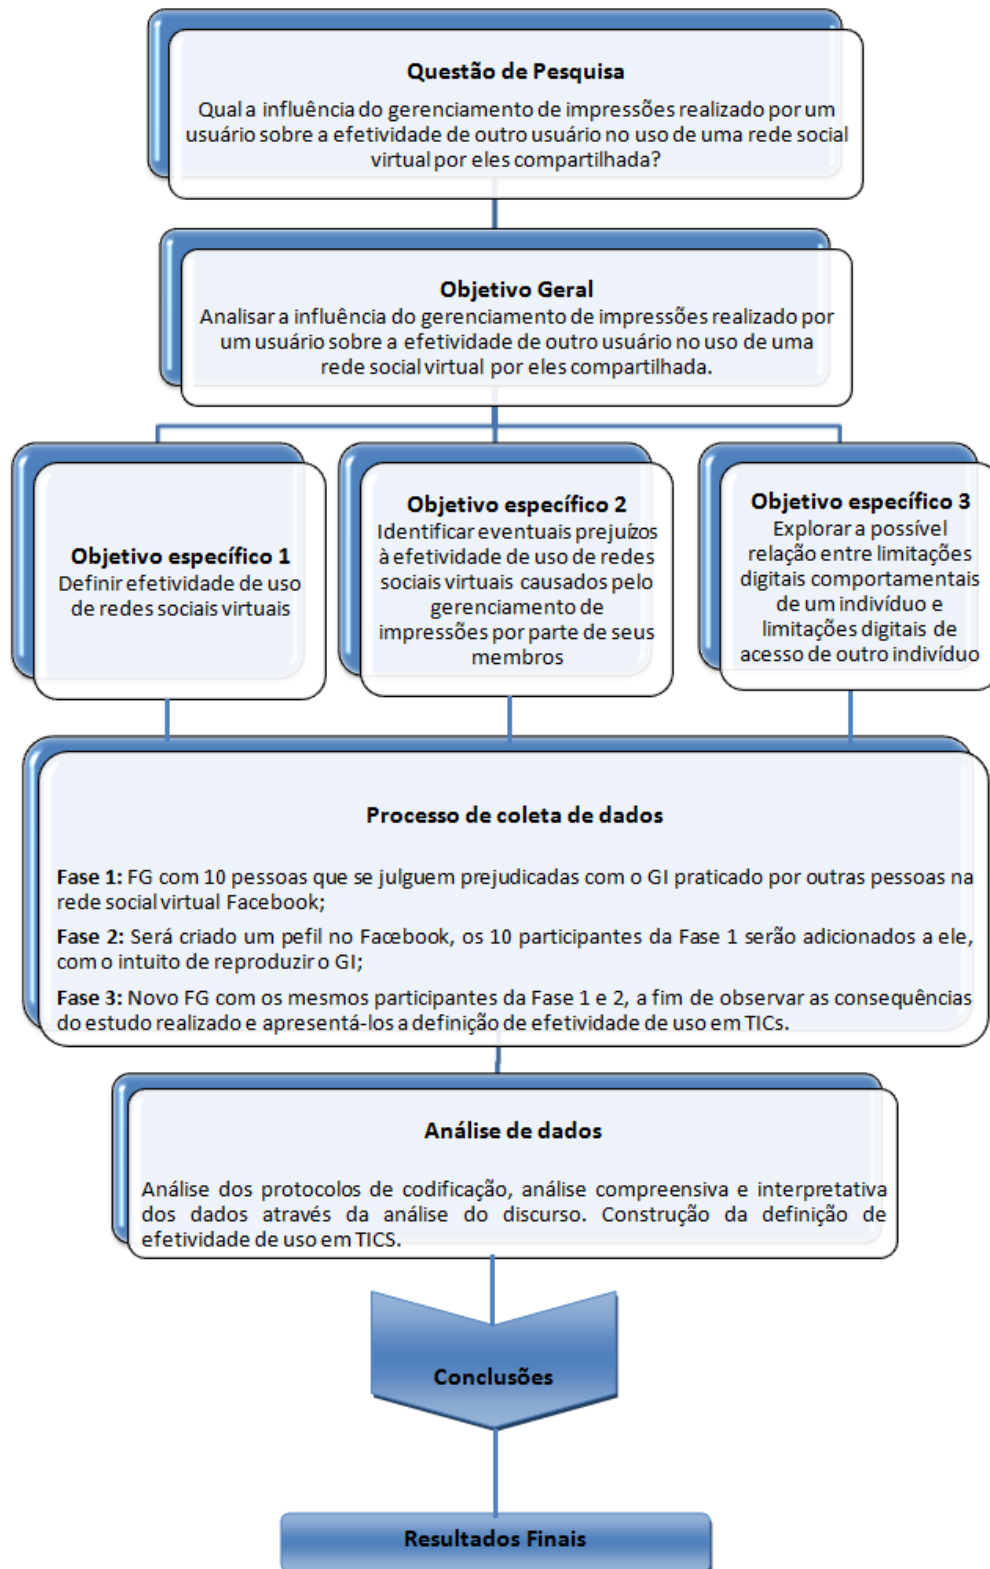 Questão de Pesquisa
Qual a influência do gerenciamento de impressões realizado por um
usuário sobre a efetividade de outro usuário no uso de uma rede social
virtual por eles compartilhada?
Objetivo Geral
Analisar a influência do gerenciamento de impressões realizado por
um usuário sobre a efetividade de outro usuário no uso de uma
rede social virtual por eles compartilhada.
Objetivo específico 1
Definir efetividade de uso
de redes sociais virtuais
Objetivo específico 2
Identificar eventuais prejuízos
à efetividade de uso de redes
sociais virtuais causados pelo
gerenciamento de
impressões por parte de seus
membros
Objetivo específico 3
Explorar a possível
relação entre limitações
digitais comportamentais
de um indivíduo e
limitações digitais de
acesso de outro indivíduo
Processo de coleta de dados
Fase 1: FG com 10 pessoas que se julguem prejudicadas com o GI praticado por outras pessoas na
rede social virtual Facebook;
Fase 2: Será criado um pefil no Facebook, os 10 participantes da Fase 1 serão adicionados a ele,
com o intuito de reproduzir o GI;
Fase 3: Novo FG com os mesmos participantes da Fase 1 e 2, a fim de observar as consequências
do estudo realizado e apresentá-los a definição de efetividade de uso em TICs.
Análise de dados
Análise dos protocolos de codificação, análise compreensiva e interpretativa
dos dados através da análise do discurso. Construção da definição de
efetividade de uso em TICS.
Conclusões
Resultados Finais